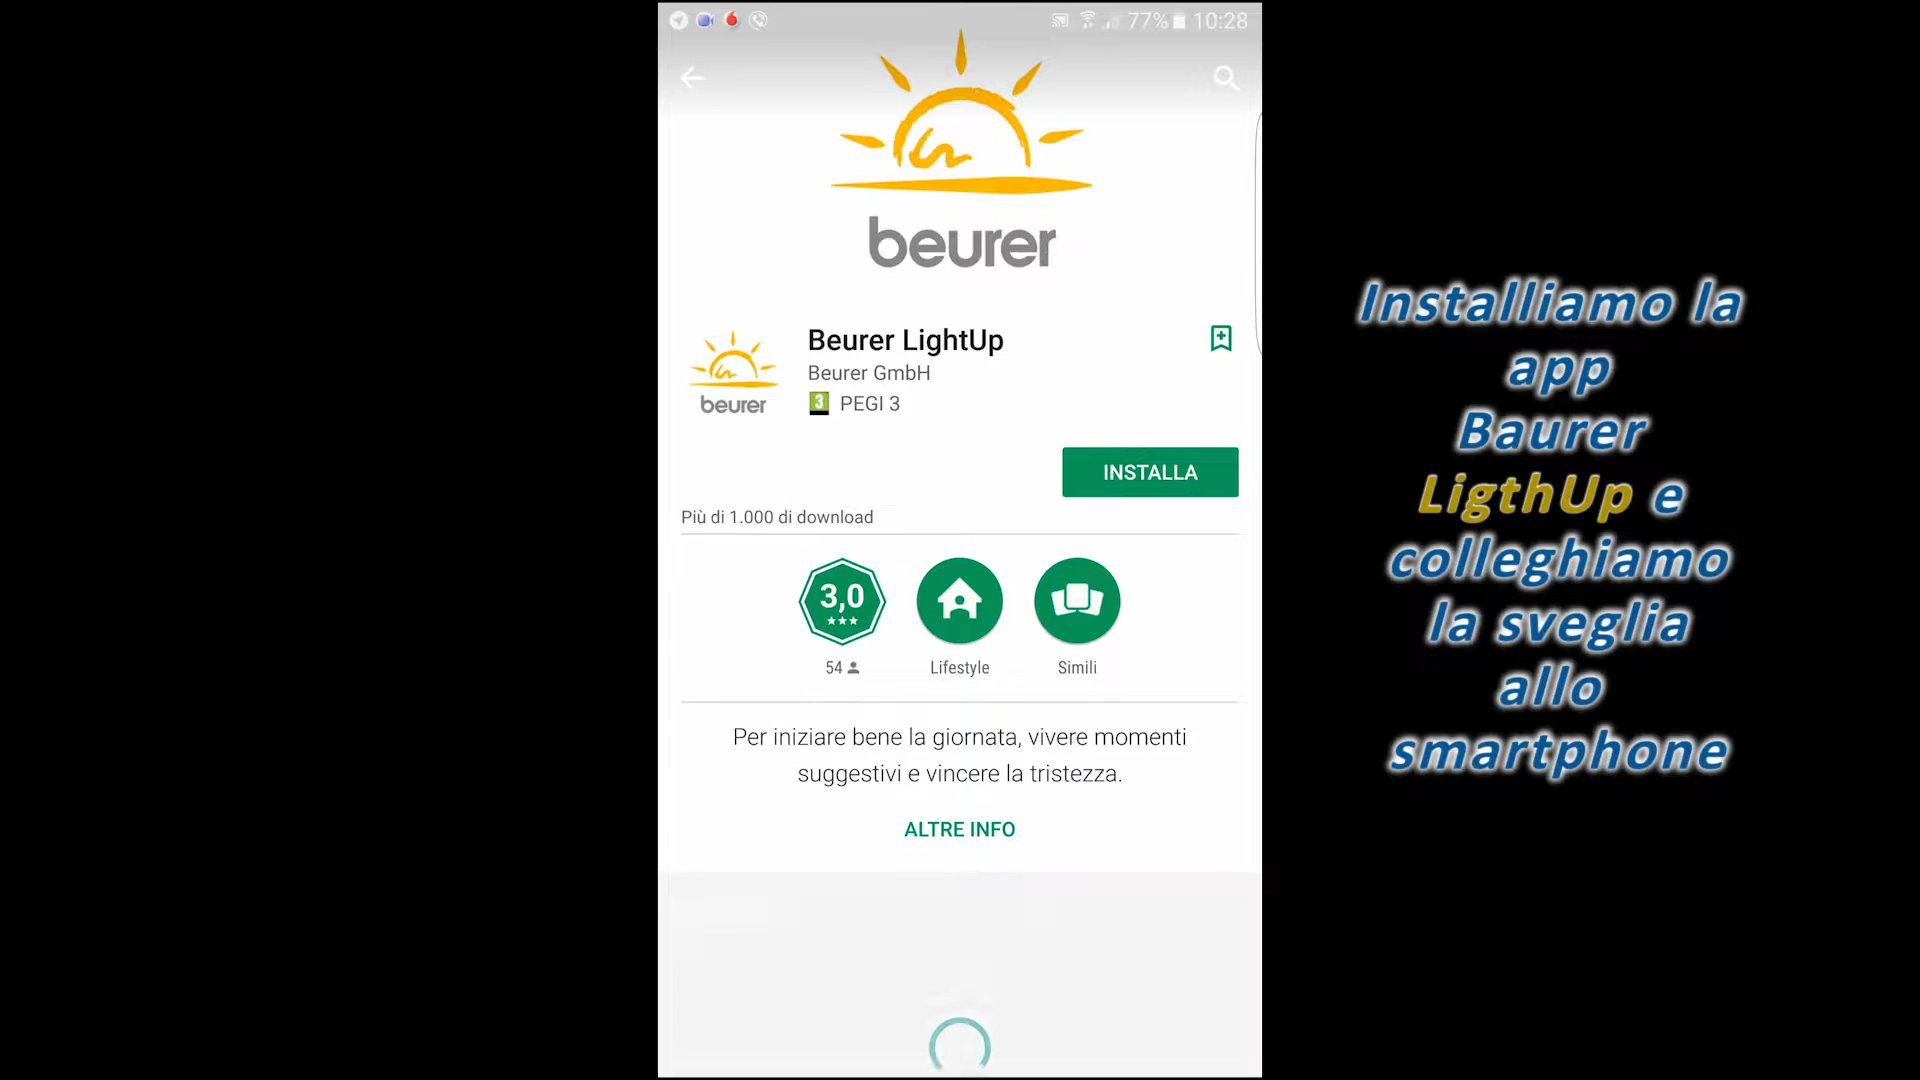 77% 10:28
beurer
Beurer LightUp
Beurer GmbH
3 PEGI 3
beurer
INSTALLA
Più di 1.000 di download
3,0
54
Lifestyle
Simili
Per iniziare bene la giornata, vivere momenti
suggestivi e vincere la tristezza.
ALTRE INFO
Installiamo la
app
Baurer
LigthUp e
colleghiamo
la sveglia
allo
smartphone